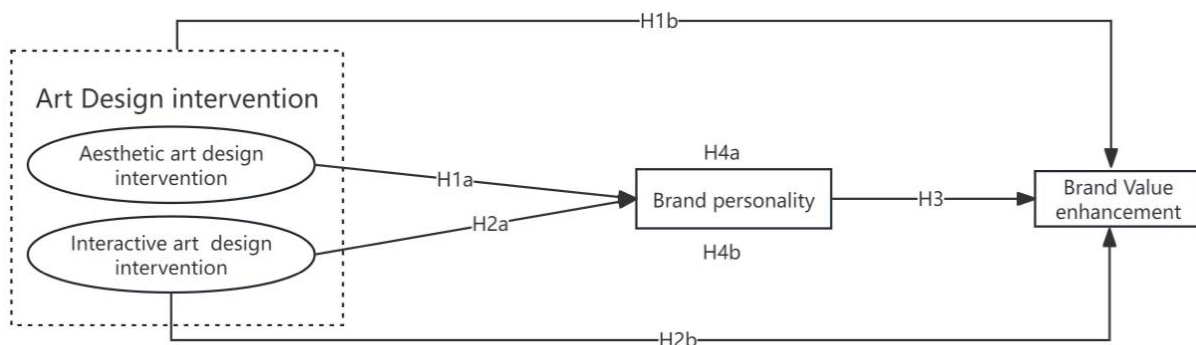 H1b
Art Design intervention
Aesthetic art design
intervention
H1a
H4a
Brand personality
H3
Brand Value
enhancement
H2a
Interactive art design
intervention
H4b
H2b